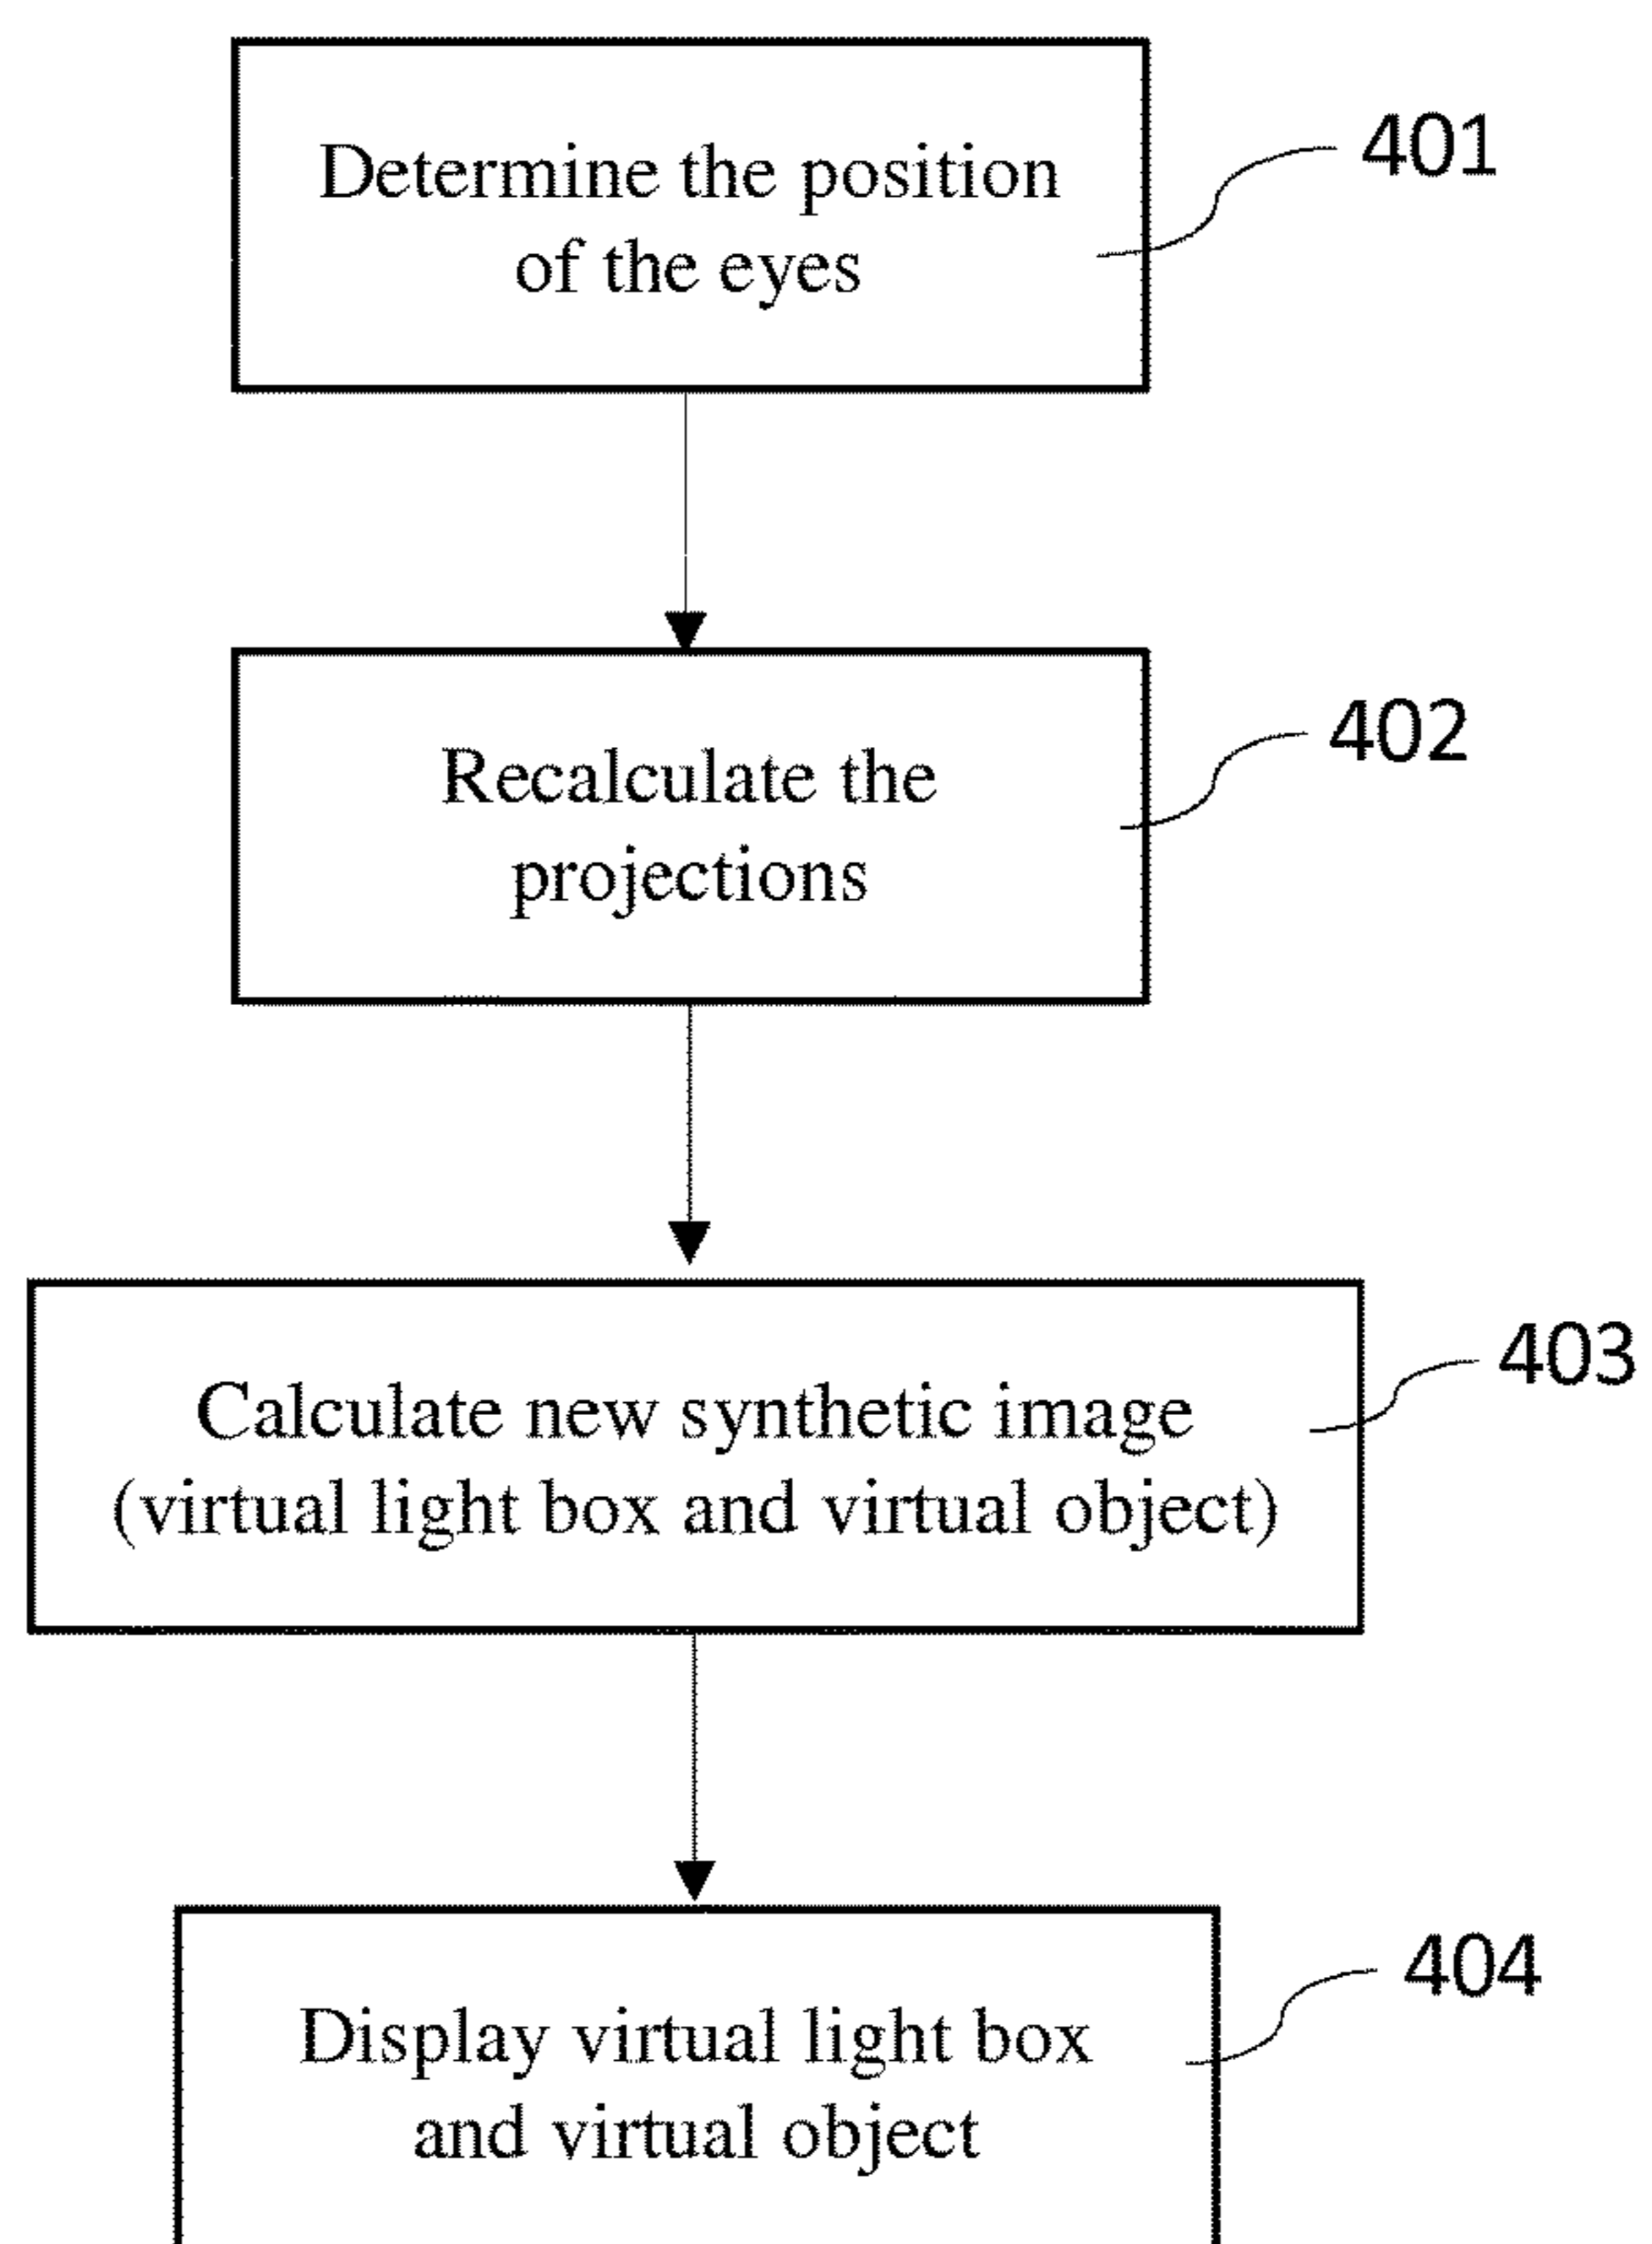 Determine the position
of the eyes
401
Recalculate the
projections
402
Calculate new synthetic image
(virtual light box and virtual object)
403
Display virtual light box
and virtual object
404